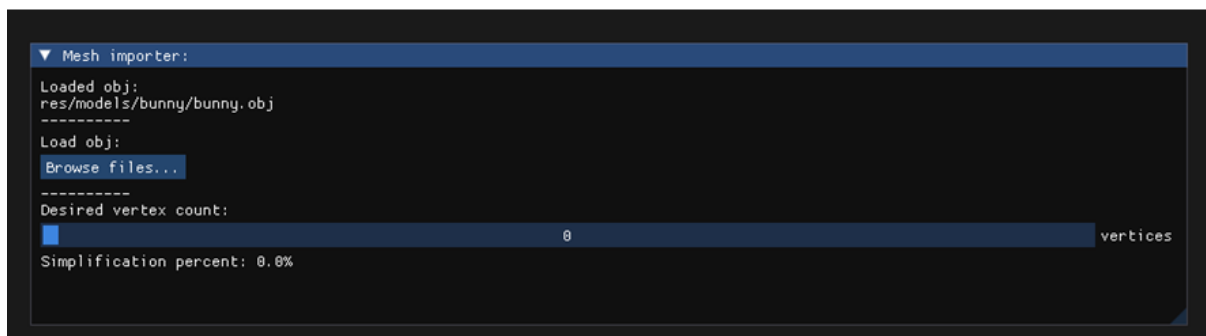 ▼ Mesh importer:
Loaded obj:
res/models/bunny/bunny.obj
----------
Load obj:
Browse files...
----------
Desired vertex count:
0 vertices
Simplification percent: 0.0%